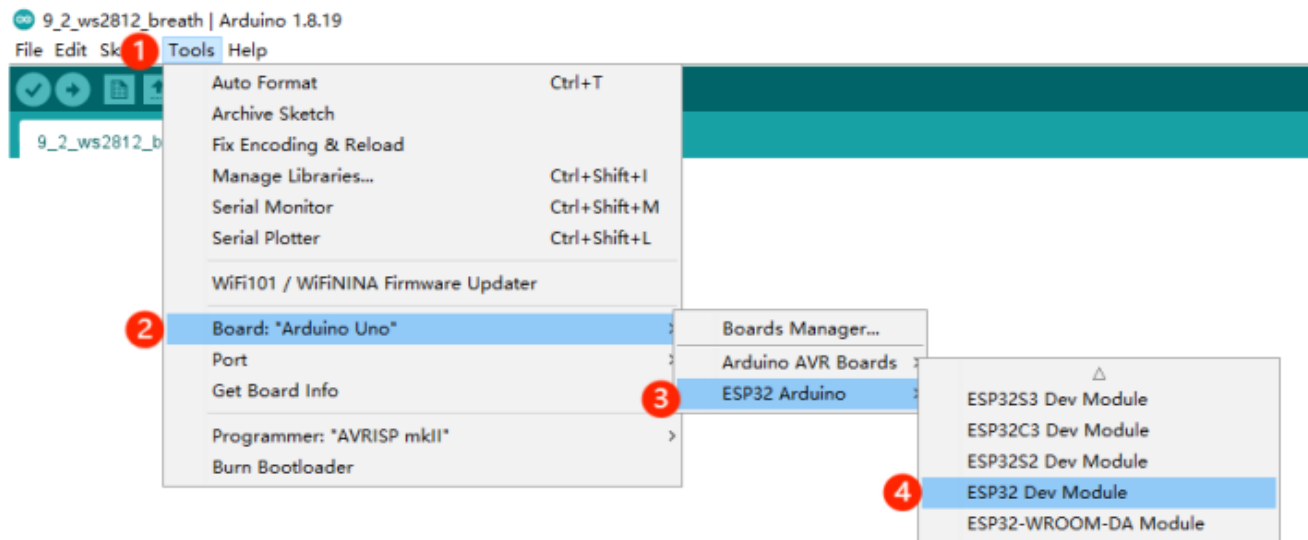 9_2_ws2812_breath | Arduino 1.8.19
File Edit Sk 1 Tools Help
9_2_ws2812_b
Auto Format Ctrl+T
Archive Sketch
Fix Encoding & Reload
Manage Libraries... Ctrl+Shift+I
Serial Monitor Ctrl+Shift+M
Serial Plotter Ctrl+Shift+L
WiFi101 / WiFiNINA Firmware Updater
2 Board: "Arduino Uno" >
Port >
Get Board Info
Programmer: "AVRISP mkII" >
Burn Bootloader
Boards Manager...
Arduino AVR Boards >
3 ESP32 Arduino >
ESP32S3 Dev Module
ESP32C3 Dev Module
ESP32S2 Dev Module
4 ESP32 Dev Module
ESP32-WROOM-DA Module